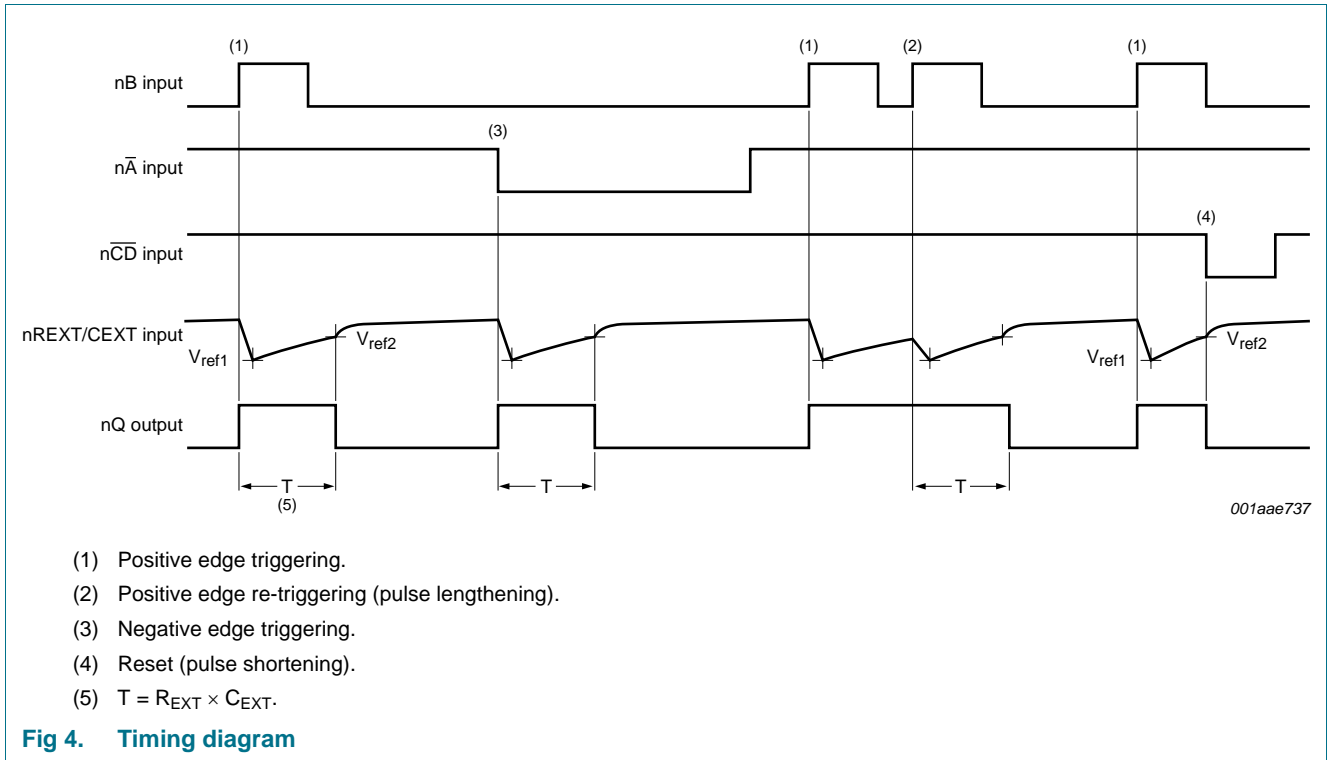 (1) (1) (2) (1)
nB input
(3)
nA̅ input
(4)
nC̅D̅ input
nREXT/CEXT input
Vref1 Vref2 Vref1 Vref2
nQ output
T T T
(5)
001aae737
(1) Positive edge triggering.
(2) Positive edge re-triggering (pulse lengthening).
(3) Negative edge triggering.
(4) Reset (pulse shortening).
(5) T = REXT × CEXT.
Fig 4. Timing diagram